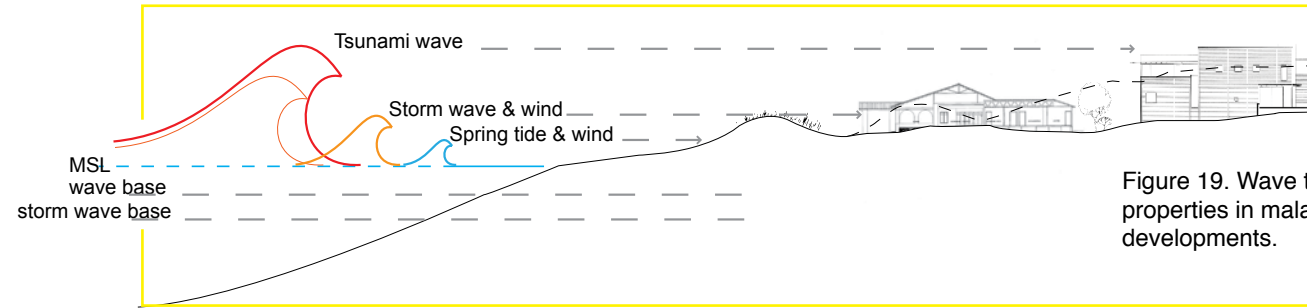 Tsunami wave
Storm wave & wind
Spring tide & wind
MSL
wave base
storm wave base
Figure 19. Wave
properties in
developments.